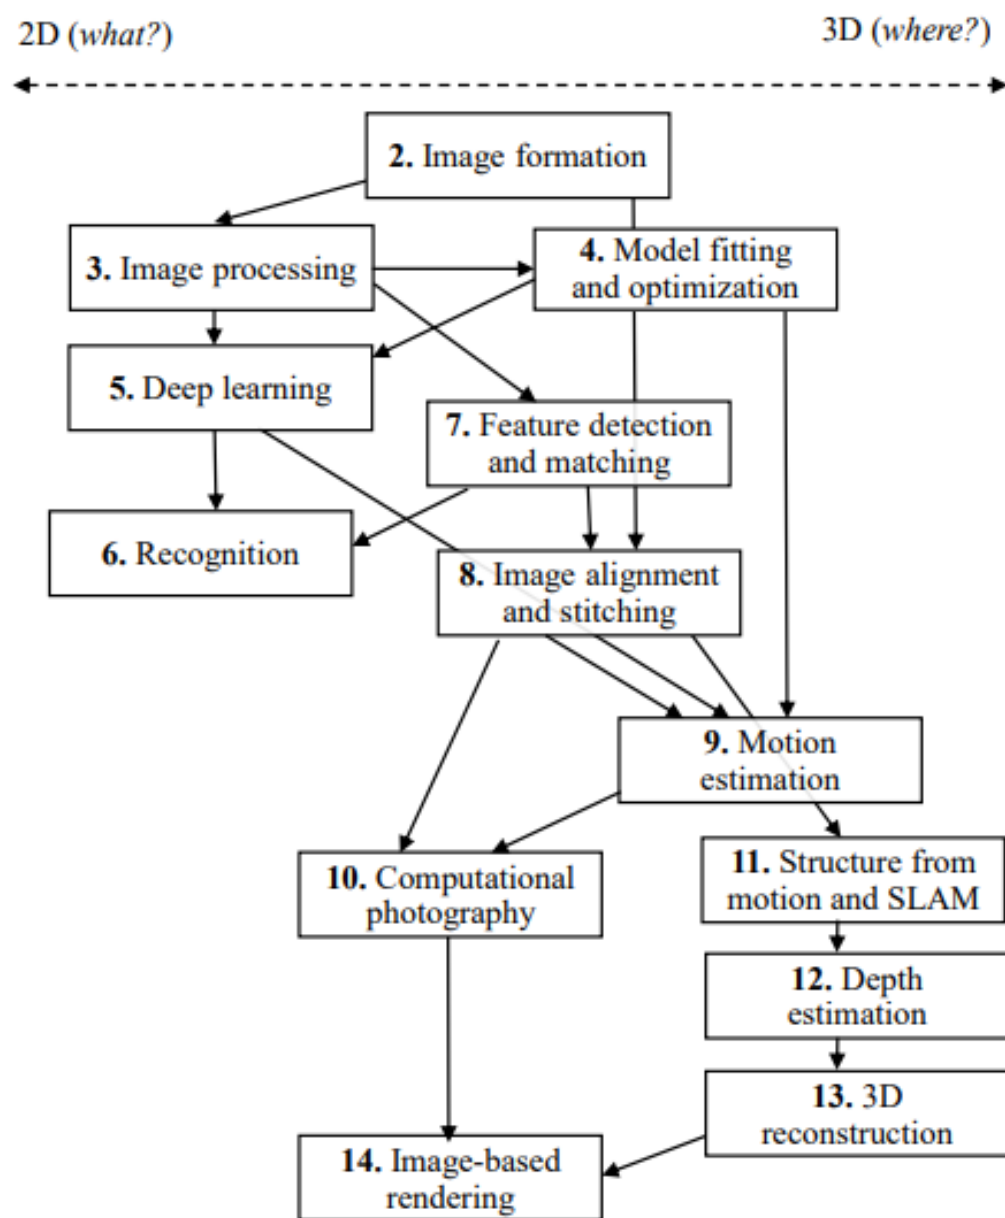 2D (what?)
3D (where?)
2. Image formation
3. Image processing
4. Model fitting
and optimization
5. Deep learning
7. Feature detection
and matching
6. Recognition
8. Image alignment
and stitching
9. Motion
estimation
10. Computational
photography
11. Structure from
motion and SLAM
12. Depth
estimation
13. 3D
reconstruction
14. Image-based
rendering